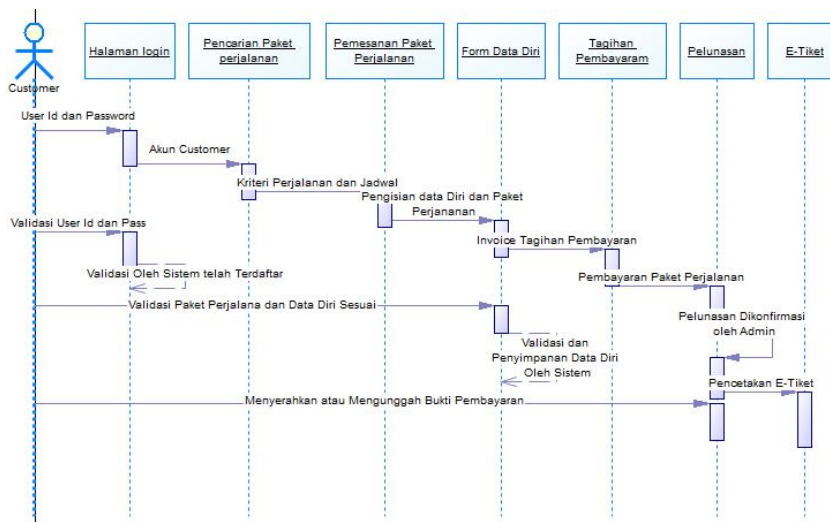 Halaman login
Pencarian Paket
perjalanan
Pemesanan Paket
Perjalanan
Form Data Diri
Tagihan
Pembayaram
Pelunasan
E-Tiket
Customer
User Id dan Password
Akun Customer
Kriteri Perjalanan dan Jadwal
Pengisian data Diri dan Paket
Perjananan
Validasi User Id dan Pass
Invoice Tagihan Pembayaran
Validasi Oleh Sistem telah Terdaftar
Pembayaran Paket Perjalanan
Validasi Paket Perjalana dan Data Diri Sesuai
Pelunasan Dikonfirmasi
oleh Admin
Validasi dan
Penyimpanan Data Diri
Oleh Sistem
Pencetakan E-Tiket
Menyerahkan atau Mengunggah Bukti Pembayaran